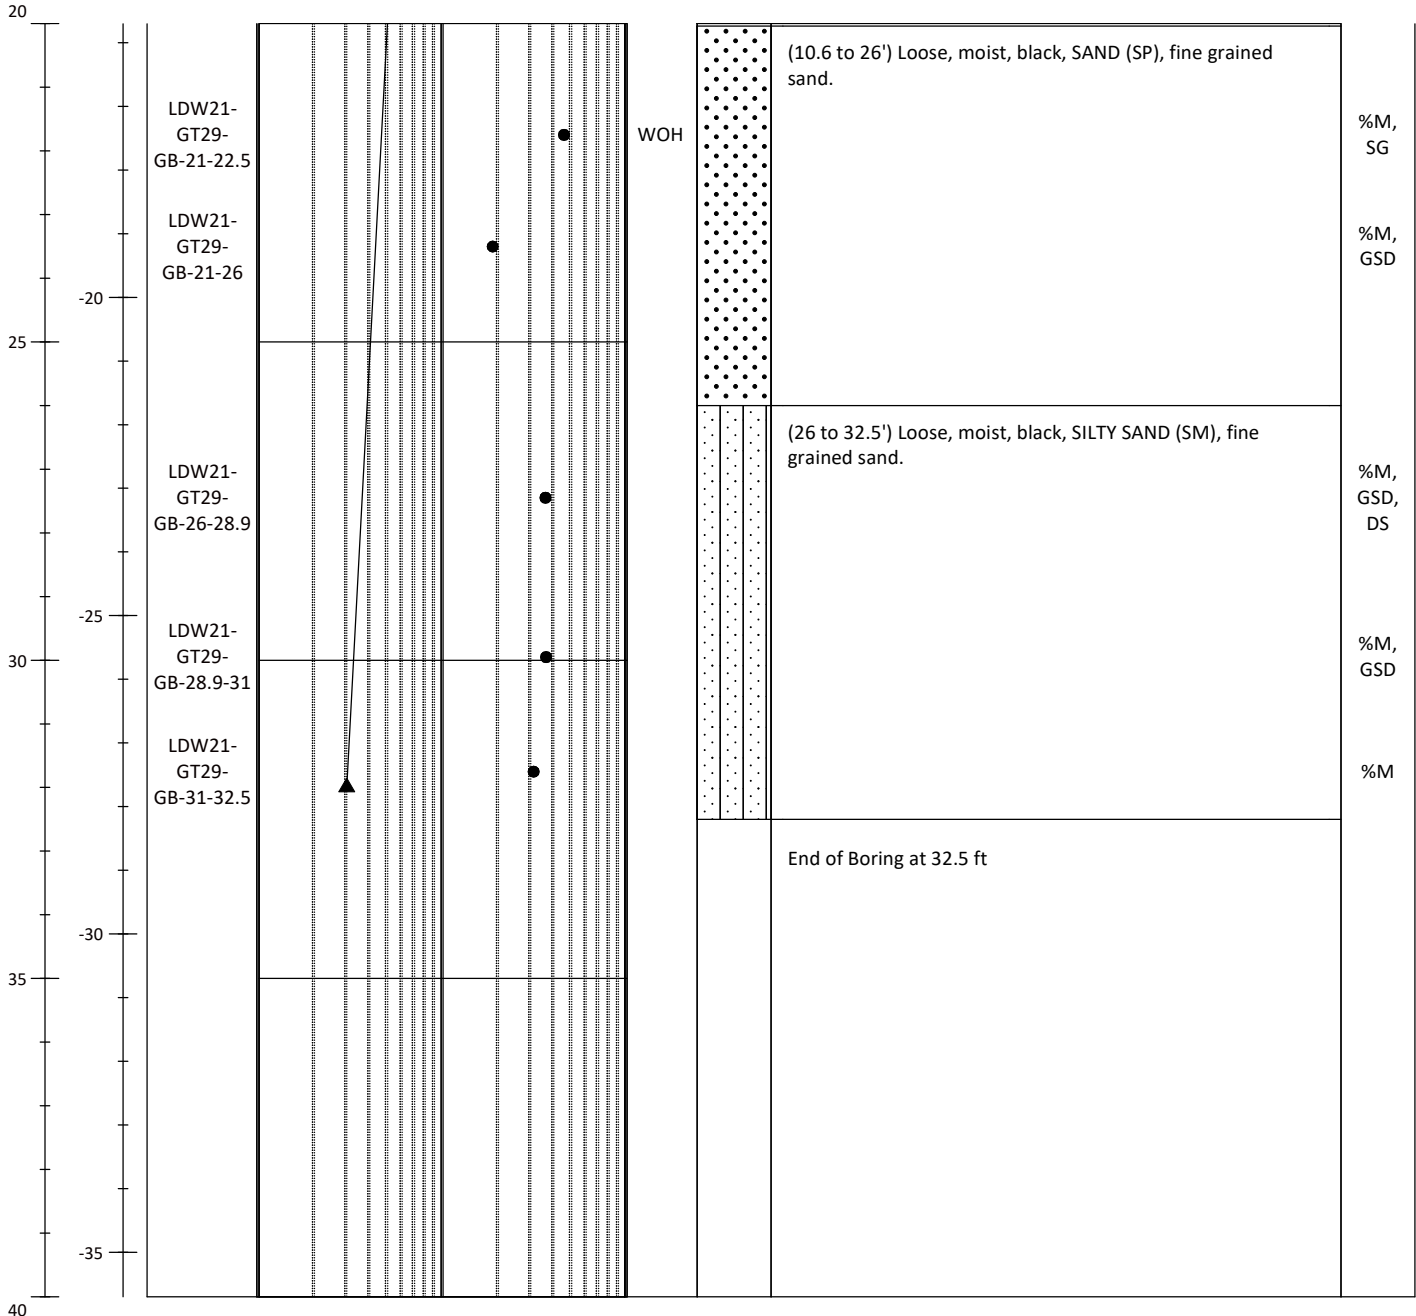 20
25
30
35
40
-20
-25
-30
-35
LDW21-
GT29-
GB-21-22.5
LDW21-
GT29-
GB-21-26
LDW21-
GT29-
GB-26-28.9
LDW21-
GT29-
GB-28.9-31
LDW21-
GT29-
GB-31-32.5
WOH
(10.6 to 26') Loose, moist, black, SAND (SP), fine grained
sand.
(26 to 32.5') Loose, moist, black, SILTY SAND (SM), fine
grained sand.
End of Boring at 32.5 ft
%M,
SG
%M,
GSD
%M,
GSD,
DS
%M,
GSD
%M